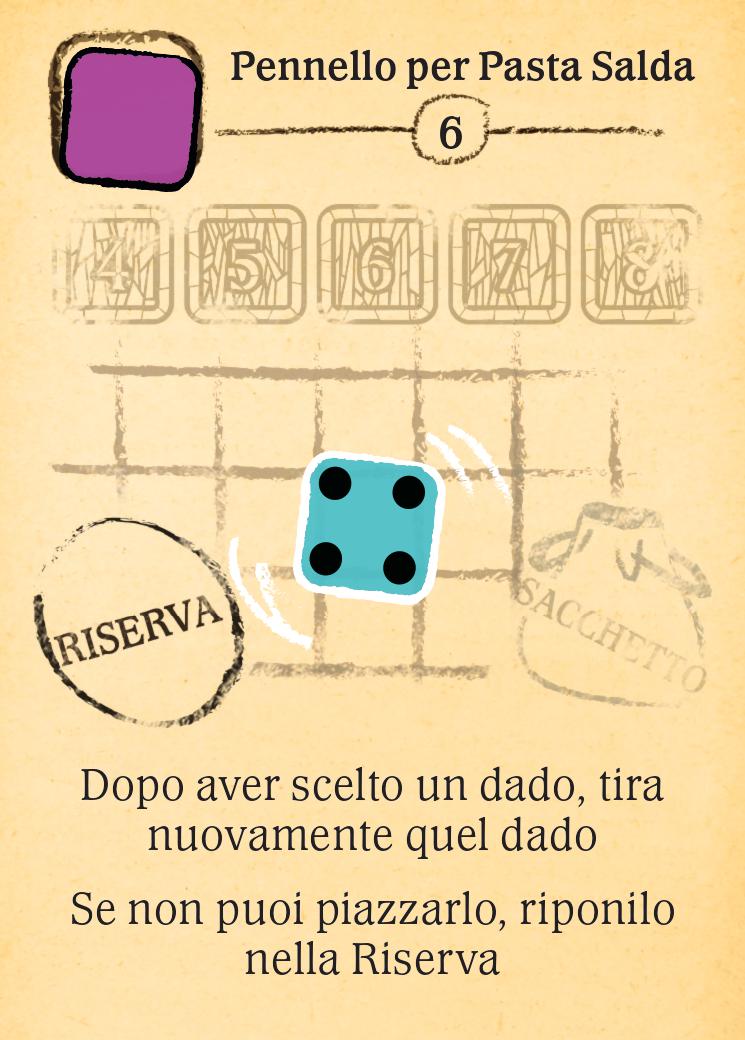 Pennello per Pasta Salda
6
4 5 6 7 8
RISERVA
SACCHETTO
Dopo aver scelto un dado, tira
nuovamente quel dado
Se non puoi piazzarlo, riponilo
nella Riserva